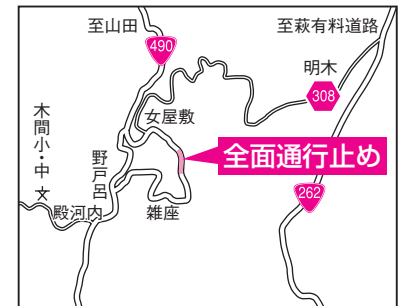 至山田
至萩有料道路
490
明木
308
女屋敷
木間小・中
文
野戸呂
全面通行止め
262
殿河内
雑座